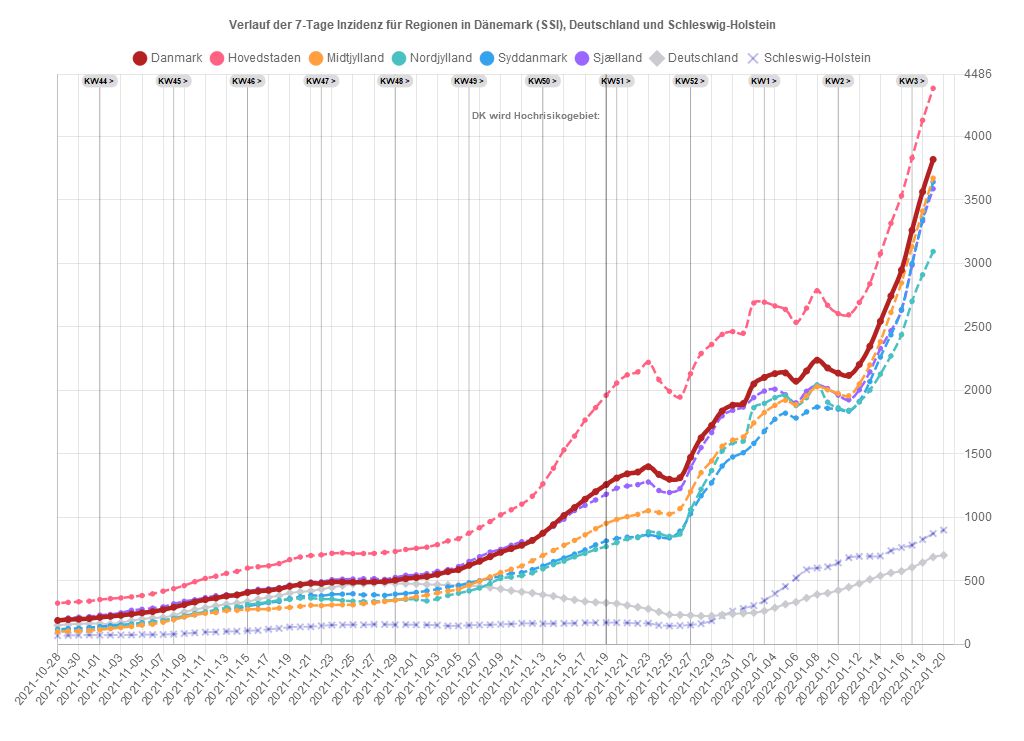 Verlauf der 7-Tage Inzidenz für Regionen in Dänemark (SSI), Deutschland und Schleswig-Holstein
Danmark Hovedstaden Midtjylland Nordjylland Syddanmark Sjælland Deutschland Schleswig-Holstein
KW44 > KW45 > KW46 > KW47 > KW48 > KW49 > KW50 > KW51 > KW52 > KW1 > KW2 > KW3 >
DK wird Hochrisikogebiet:
4486
4000
3500
3000
2500
2000
1500
1000
500
0
2021-10-28 2021-10-30 2021-11-01 2021-11-03 2021-11-05 2021-11-07 2021-11-09 2021-11-11 2021-11-13 2021-11-15 2021-11-17 2021-11-19 2021-11-21 2021-11-23 2021-11-25 2021-11-27 2021-11-29 2021-12-01 2021-12-03 2021-12-05 2021-12-07 2021-12-09 2021-12-11 2021-12-13 2021-12-15 2021-12-17 2021-12-19 2021-12-21 2021-12-23 2021-12-25 2021-12-27 2021-12-29 2021-12-31 2022-01-02 2022-01-04 2022-01-06 2022-01-08 2022-01-10 2022-01-12 2022-01-14 2022-01-16 2022-01-18 2022-01-20